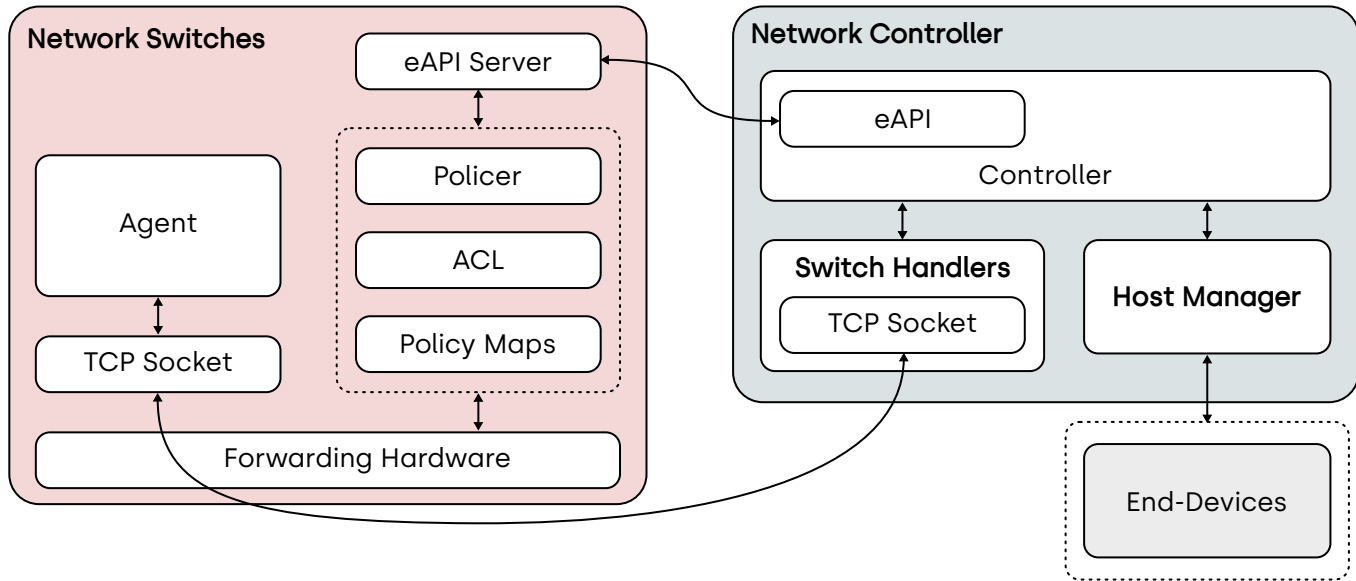 Network Switches
eAPI Server
Policer
Agent
ACL
Policy Maps
TCP Socket
Forwarding Hardware
Network Controller
eAPI
Controller
Switch Handlers
TCP Socket
Host Manager
End-Devices